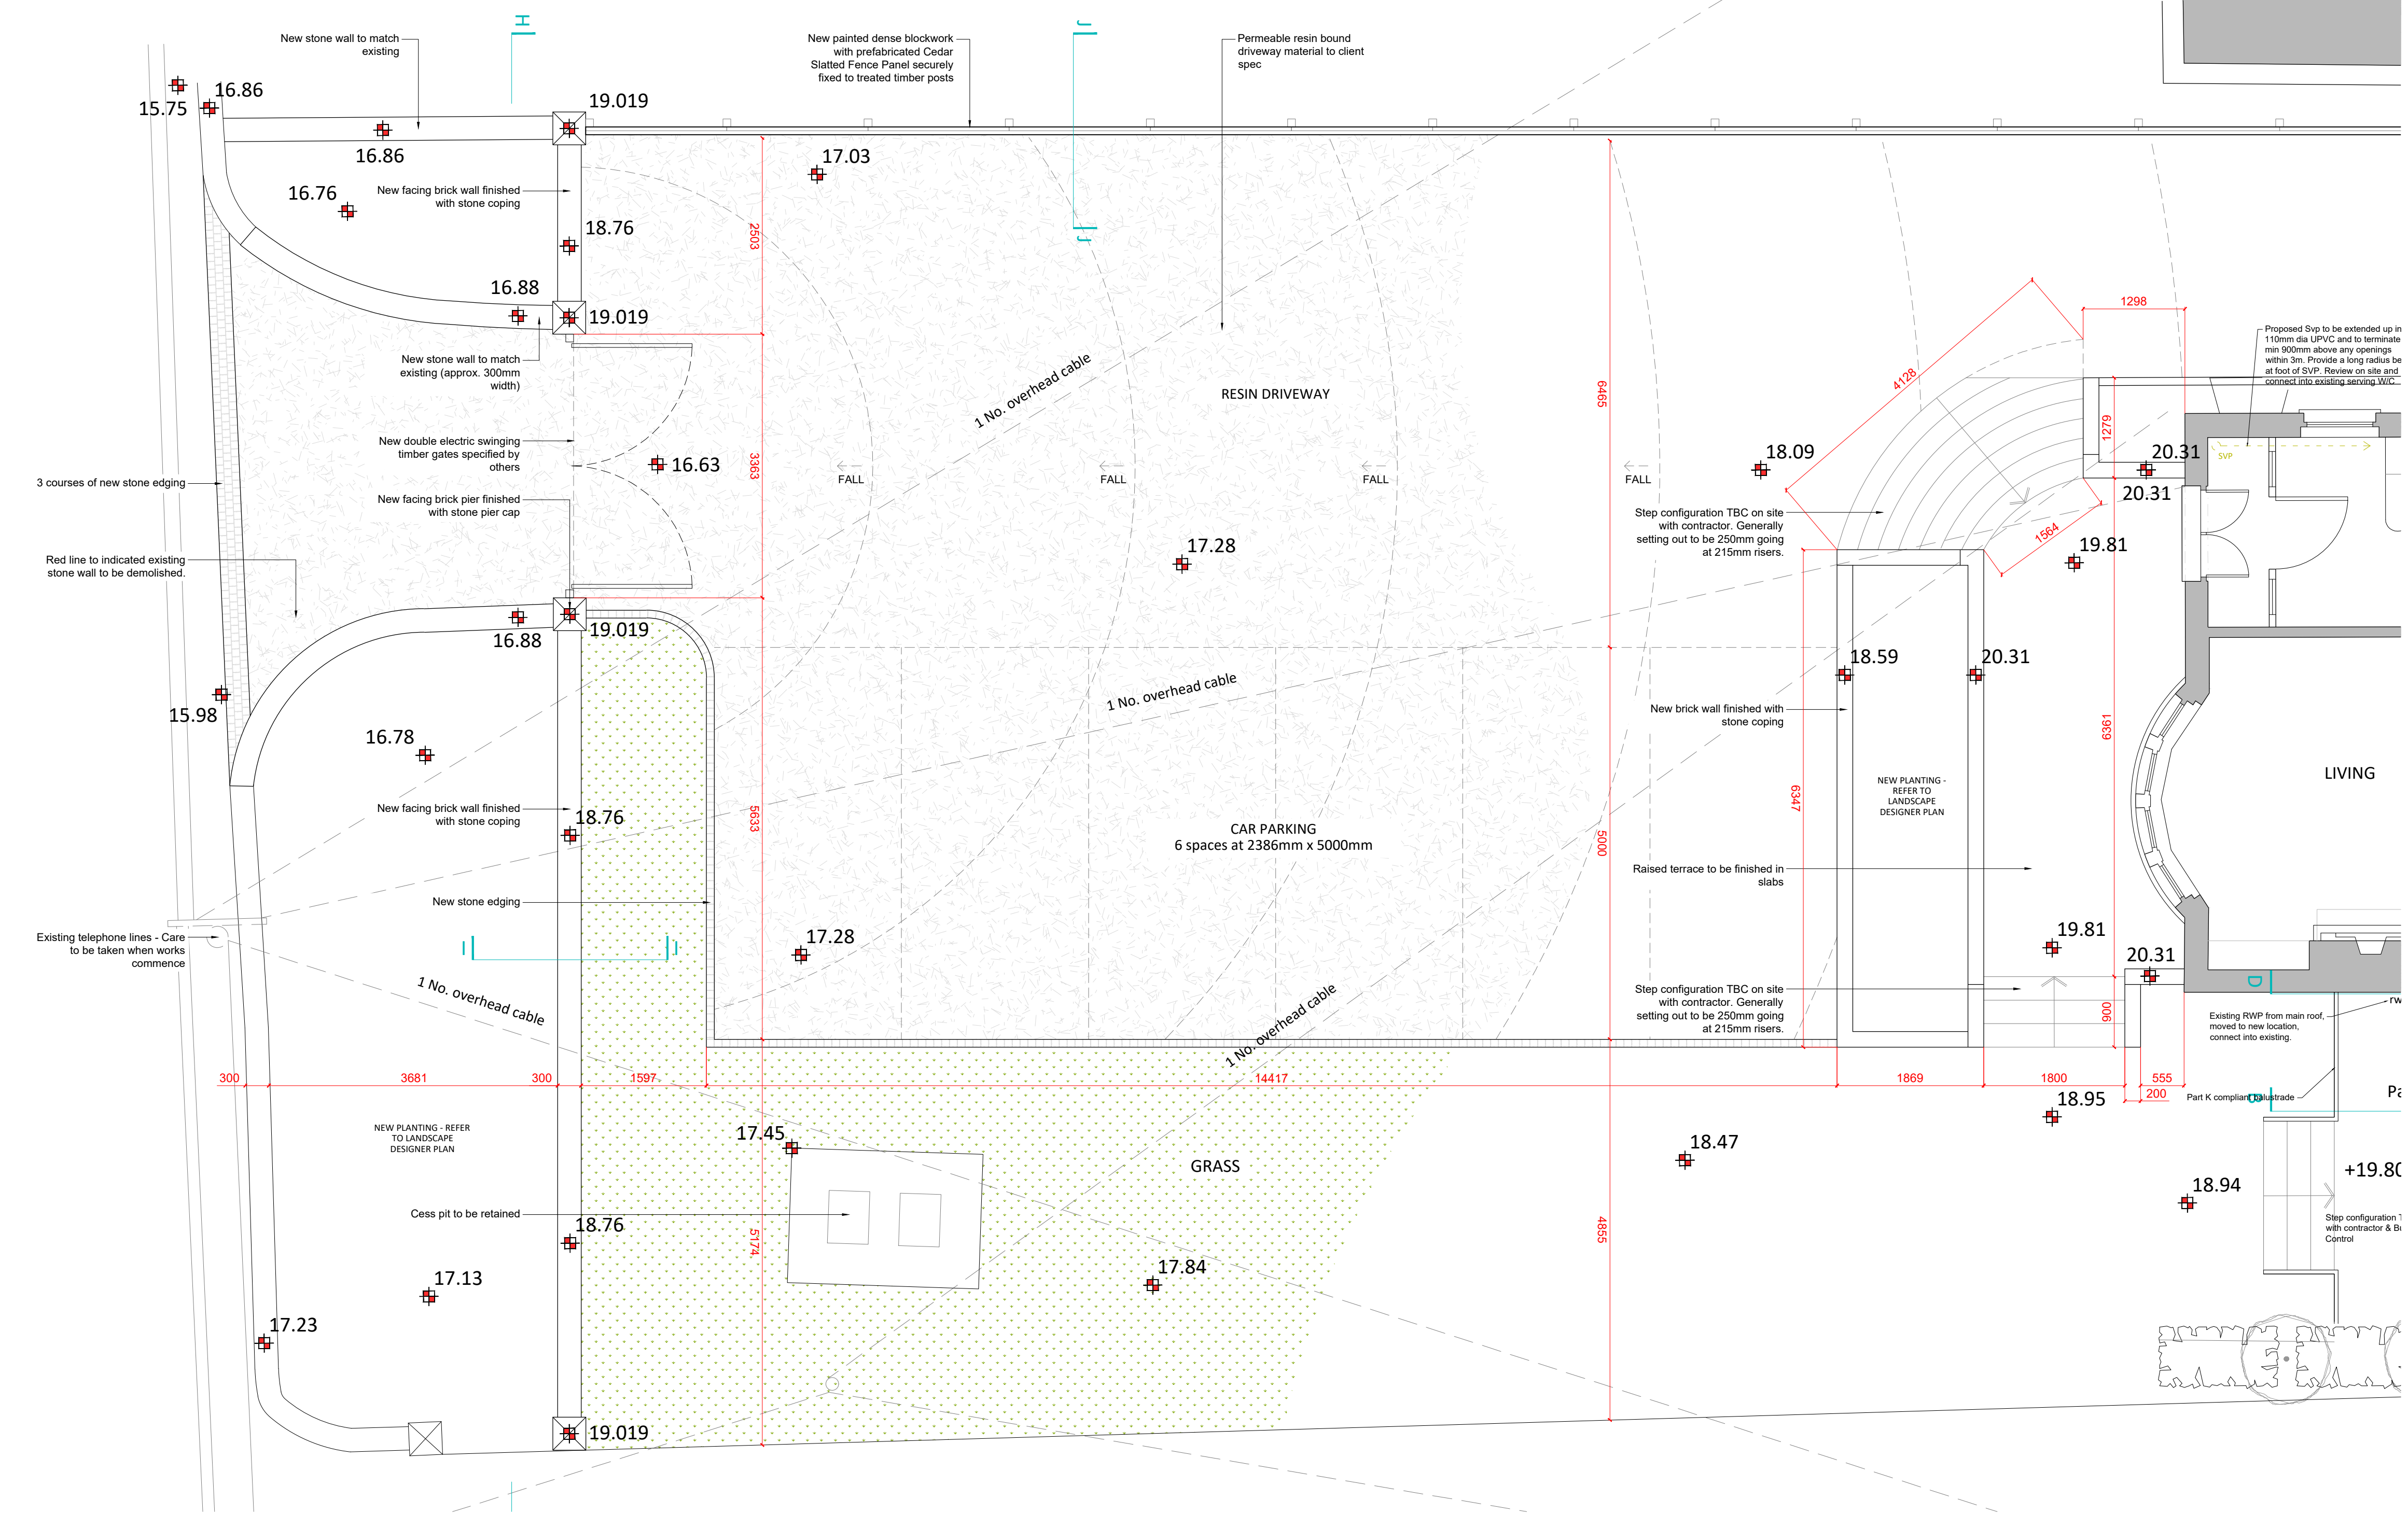 H
J
New stone wall to match
existing
New painted dense blockwork
with prefabricated Cedar
Slatted Fence Panel securely
fixed to treated timber posts
Permeable resin bound
driveway material to client
spec
15.75
16.86
16.86
19.019
16.76
New facing brick wall finished
with stone coping
18.76
17.03
2503
J
16.88
19.019
New stone wall to match
existing (approx. 300mm
width)
1 No. overhead cable
RESIN DRIVEWAY
6465
4128
1298
1279
Proposed Svp to be extended up in
110mm dia UPVC and to terminate
min 900mm above any openings
within 3m. Provide a long radius be
at foot of SVP. Review on site and
connect into existing serving W/C
SVP
New double electric swinging
timber gates specified by
others
16.63
3363
FALL
FALL
FALL
FALL
18.09
20.31
20.31
3 courses of new stone edging
New facing brick pier finished
with stone pier cap
Step configuration TBC on site
with contractor. Generally
setting out to be 250mm going
at 215mm risers.
1564
17.28
19.81
Red line to indicated existing
stone wall to be demolished.
16.88
19.019
18.59
20.31
1 No. overhead cable
15.98
16.78
New brick wall finished with
stone coping
6361
LIVING
New facing brick wall finished
with stone coping
18.76
5633
CAR PARKING
6 spaces at 2386mm x 5000mm
5000
6347
NEW PLANTING -
REFER TO
LANDSCAPE
DESIGNER PLAN
Raised terrace to be finished in
slabs
New stone edging
Existing telephone lines - Care
to be taken when works
commence
I
I
17.28
19.81
20.31
1 No. overhead cable
1 No. overhead cable
Step configuration TBC on site
with contractor. Generally
setting out to be 250mm going
at 215mm risers.
900
D
Existing RWP from main roof,
moved to new location,
connect into existing.
300
3681
300
1597
14417
1869
1800
555
200
Part K compliant balustrade
B
18.95
NEW PLANTING - REFER
TO LANDSCAPE
DESIGNER PLAN
17.45
GRASS
18.47
+19.80
18.94
Cess pit to be retained
18.76
5174
4855
Step configuration T
with contractor & Bu
Control
17.13
17.84
17.23
19.019